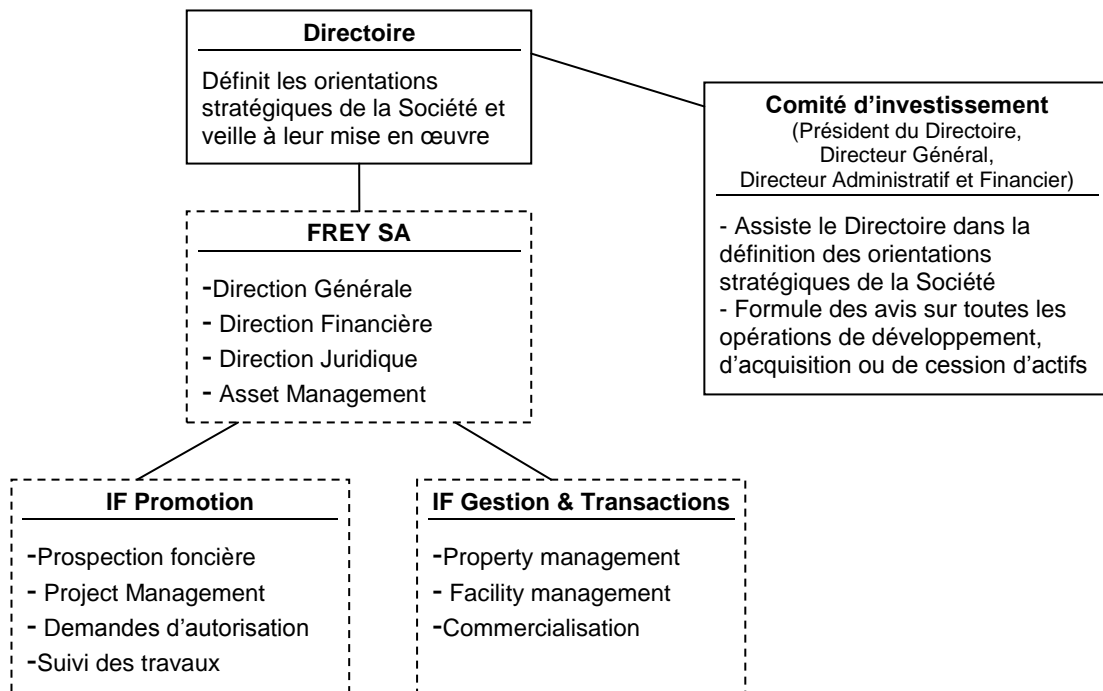 Directoire
Définit les orientations
stratégiques de la Société et
veille à leur mise en œuvre
Comité d’investissement
(Président du Directoire,
Directeur Général,
Directeur Administratif et Financier)
- Assiste le Directoire dans la
définition des orientations
stratégiques de la Société
- Formule des avis sur toutes les
opérations de développement,
d’acquisition ou de cession d’actifs
FREY SA
-Direction Générale
- Direction Financière
- Direction Juridique
- Asset Management
IF Promotion
-Prospection foncière
- Project Management
- Demandes d’autorisation
-Suivi des travaux
IF Gestion & Transactions
-Property management
- Facility management
-Commercialisation